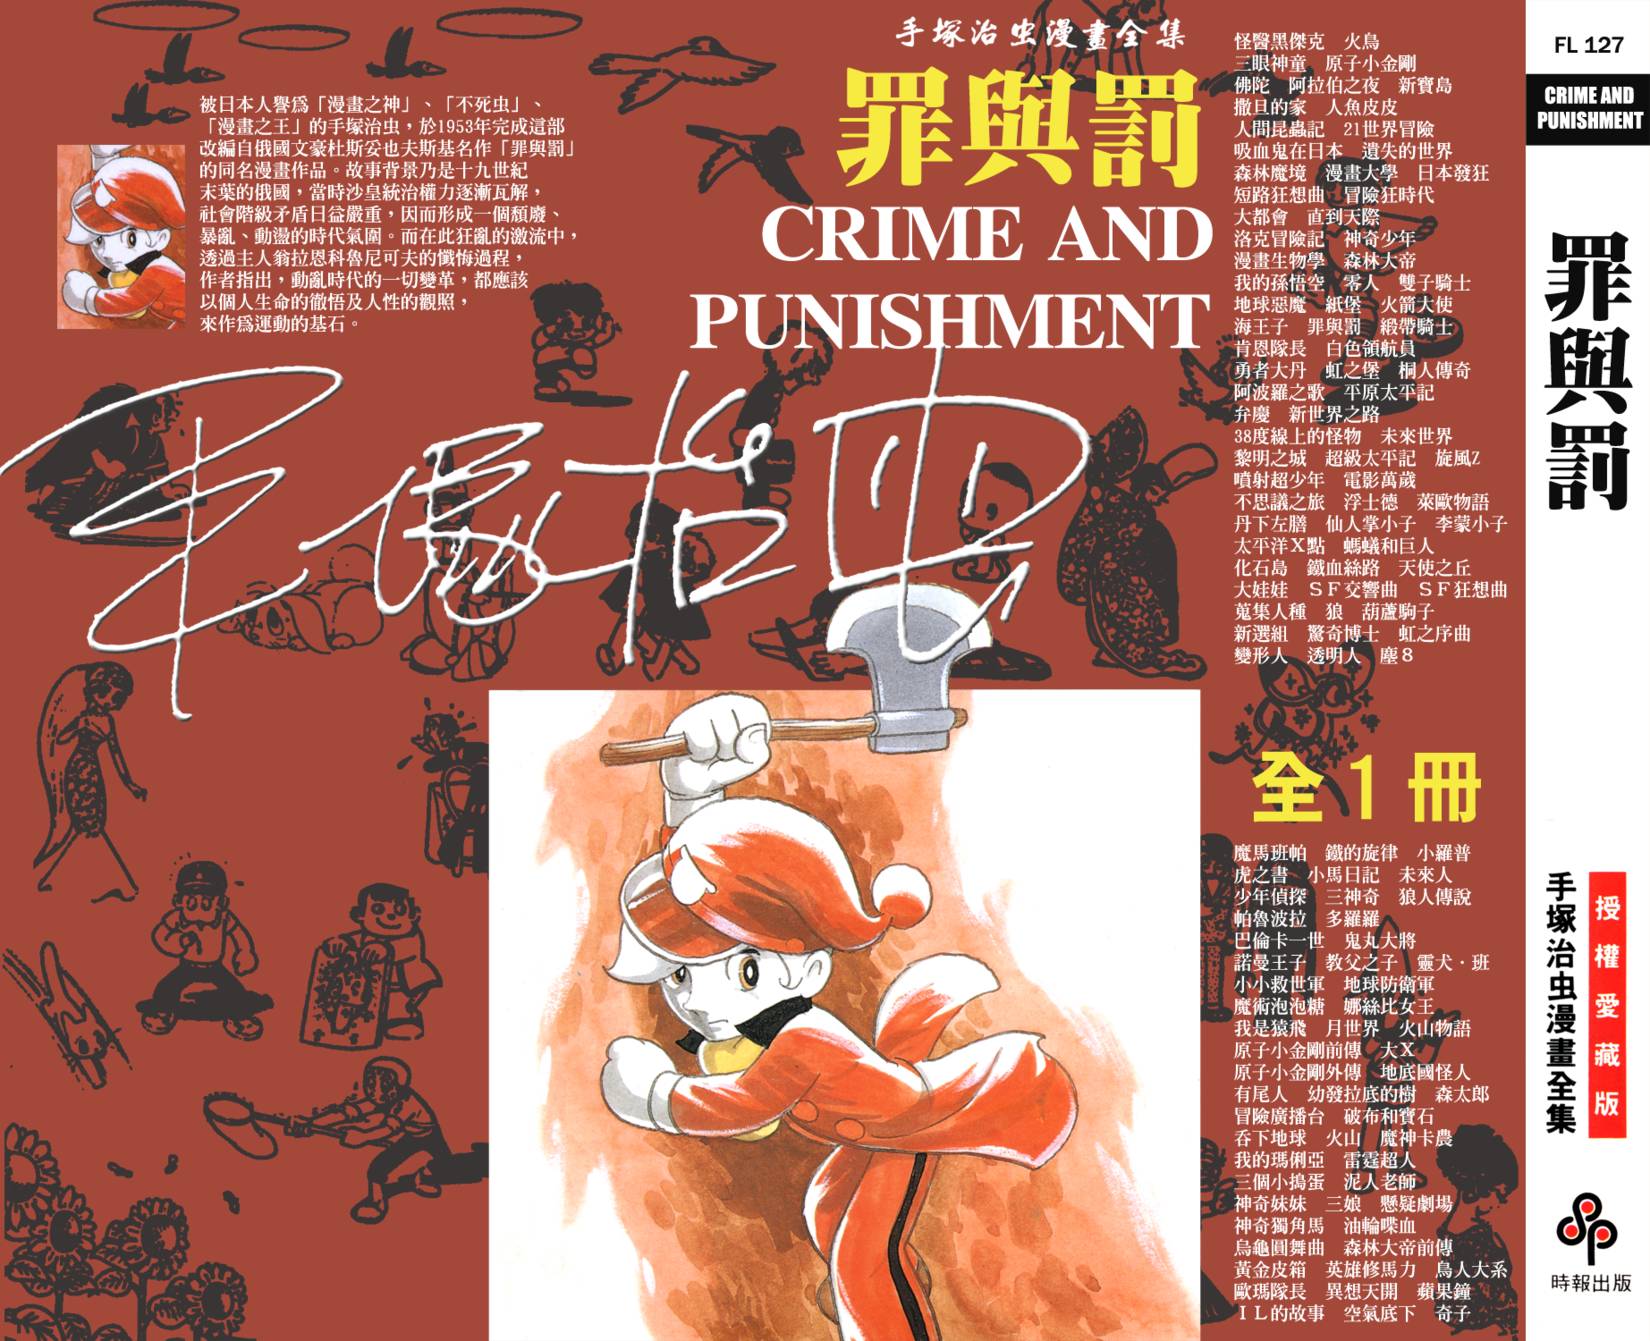 手塚治虫漫畫全集
罪與罰
CRIME AND
PUNISHMENT
被日本人譽為「漫畫之神」、「不死虫」、
「漫畫之王」的手塚治虫，於1953年完成這部
改編自俄國文豪杜斯妥也夫斯基名作「罪與罰」
的同名漫畫作品。故事背景乃是十九世紀
末葉的俄國，當時沙皇統治權力逐漸瓦解，
社會階級矛盾日益嚴重，因而形成一個頹廢、
暴亂、動盪的時代氣圍。而在此狂亂的激流中，
透過主人翁拉恩科魯尼可夫的懺悔過程，
作者指出，動亂時代的一切變革，都應該
以個人生命的徹悟及人性的觀照，
來作為運動的基石。
手塚治虫
怪醫黑傑克　火鳥
三眼神童　原子小金剛
佛陀　阿拉伯之夜　新寶島
撒旦的家　人魚皮皮
人間昆蟲記　21世界冒險
吸血鬼在日本　遺失的世界
森林魔境　漫畫大學　日本發狂
短路狂想曲　冒險狂時代
大都會　直到天際
洛克冒險記　神奇少年
漫畫生物學　森林大帝
我的孫悟空　零人　雙子騎士
地球惡魔　紙堡　火箭大使
海王子　罪與罰　緞帶騎士
肯恩隊長　白色領航員
勇者大丹　虹之堡　桐人傳奇
阿波羅之歌　平原太平記
弁慶　新世界之路
38度線上的怪物　未來世界
黎明之城　超級太平記　旋風Z
噴射超少年　電影萬歲
不思議之旅　浮士德　萊歐物語
丹下左膳　仙人掌小子　李蒙小子
太平洋Ｘ點　螞蟻和巨人
化石島　鐵血絲路　天使之丘
大娃娃　ＳＦ交響曲　ＳＦ狂想曲
蒐集人種　狼　葫蘆駒子
新選組　驚奇博士　虹之序曲
變形人　透明人　塵８
全1冊
魔馬班帕　鐵的旋律　小羅普
虎之書　小馬日記　未來人
少年偵探　三神奇　狼人傳說
帕魯波拉　多羅羅
巴倫卡一世　鬼丸大將
諾曼王子　教父之子　靈犬·班
小小救世軍　地球防衛軍
魔術泡泡糖　娜絲比女王
我是猿飛　月世界　火山物語
原子小金剛前傳　大Ｘ
原子小金剛外傳　地底國怪人
有尾人　幼發拉底的樹　森太郎
冒險廣播台　破布和寶石
吞下地球　火山　魔神卡農
我的瑪俐亞　雷霆超人
三個小搗蛋　泥人老師
神奇妹妹　三娘　懸疑劇場
神奇獨角馬　油輪喋血
烏龜圓舞曲　森林大帝前傳
黃金皮箱　英雄修馬力　鳥人大系
歐瑪隊長　異想天開　蘋果鐘
ＩＬ的故事　空氣底下　奇子
FL 127
CRIME AND
PUNISHMENT
罪與罰
手塚治虫漫畫全集
授權愛藏版
時報出版